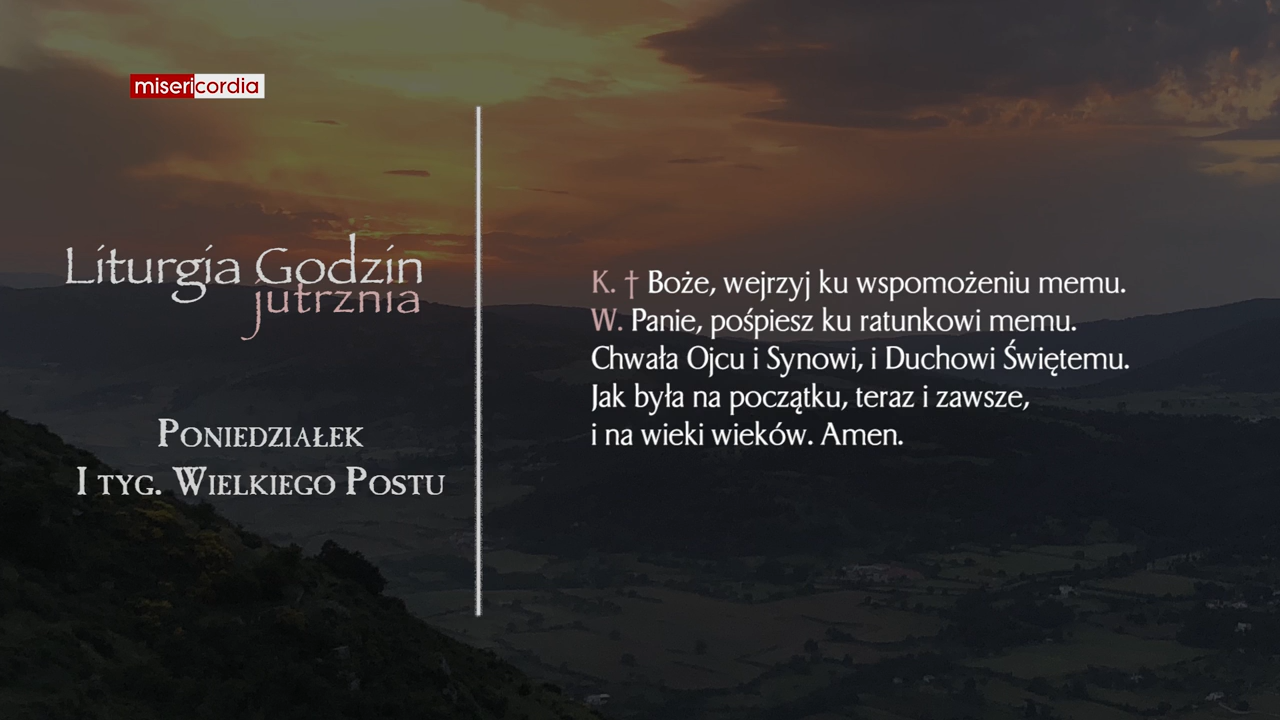 misericordia
Liturgia Godzin
jutrznia
Poniedziałek
I tyg. Wielkiego Postu
K. † Boże, wejrzyj ku wspomożeniu memu.
W. Panie, pośpiesz ku ratunkowi memu.
Chwała Ojcu i Synowi, i Duchowi Świętemu.
Jak była na początku, teraz i zawsze,
i na wieki wieków. Amen.